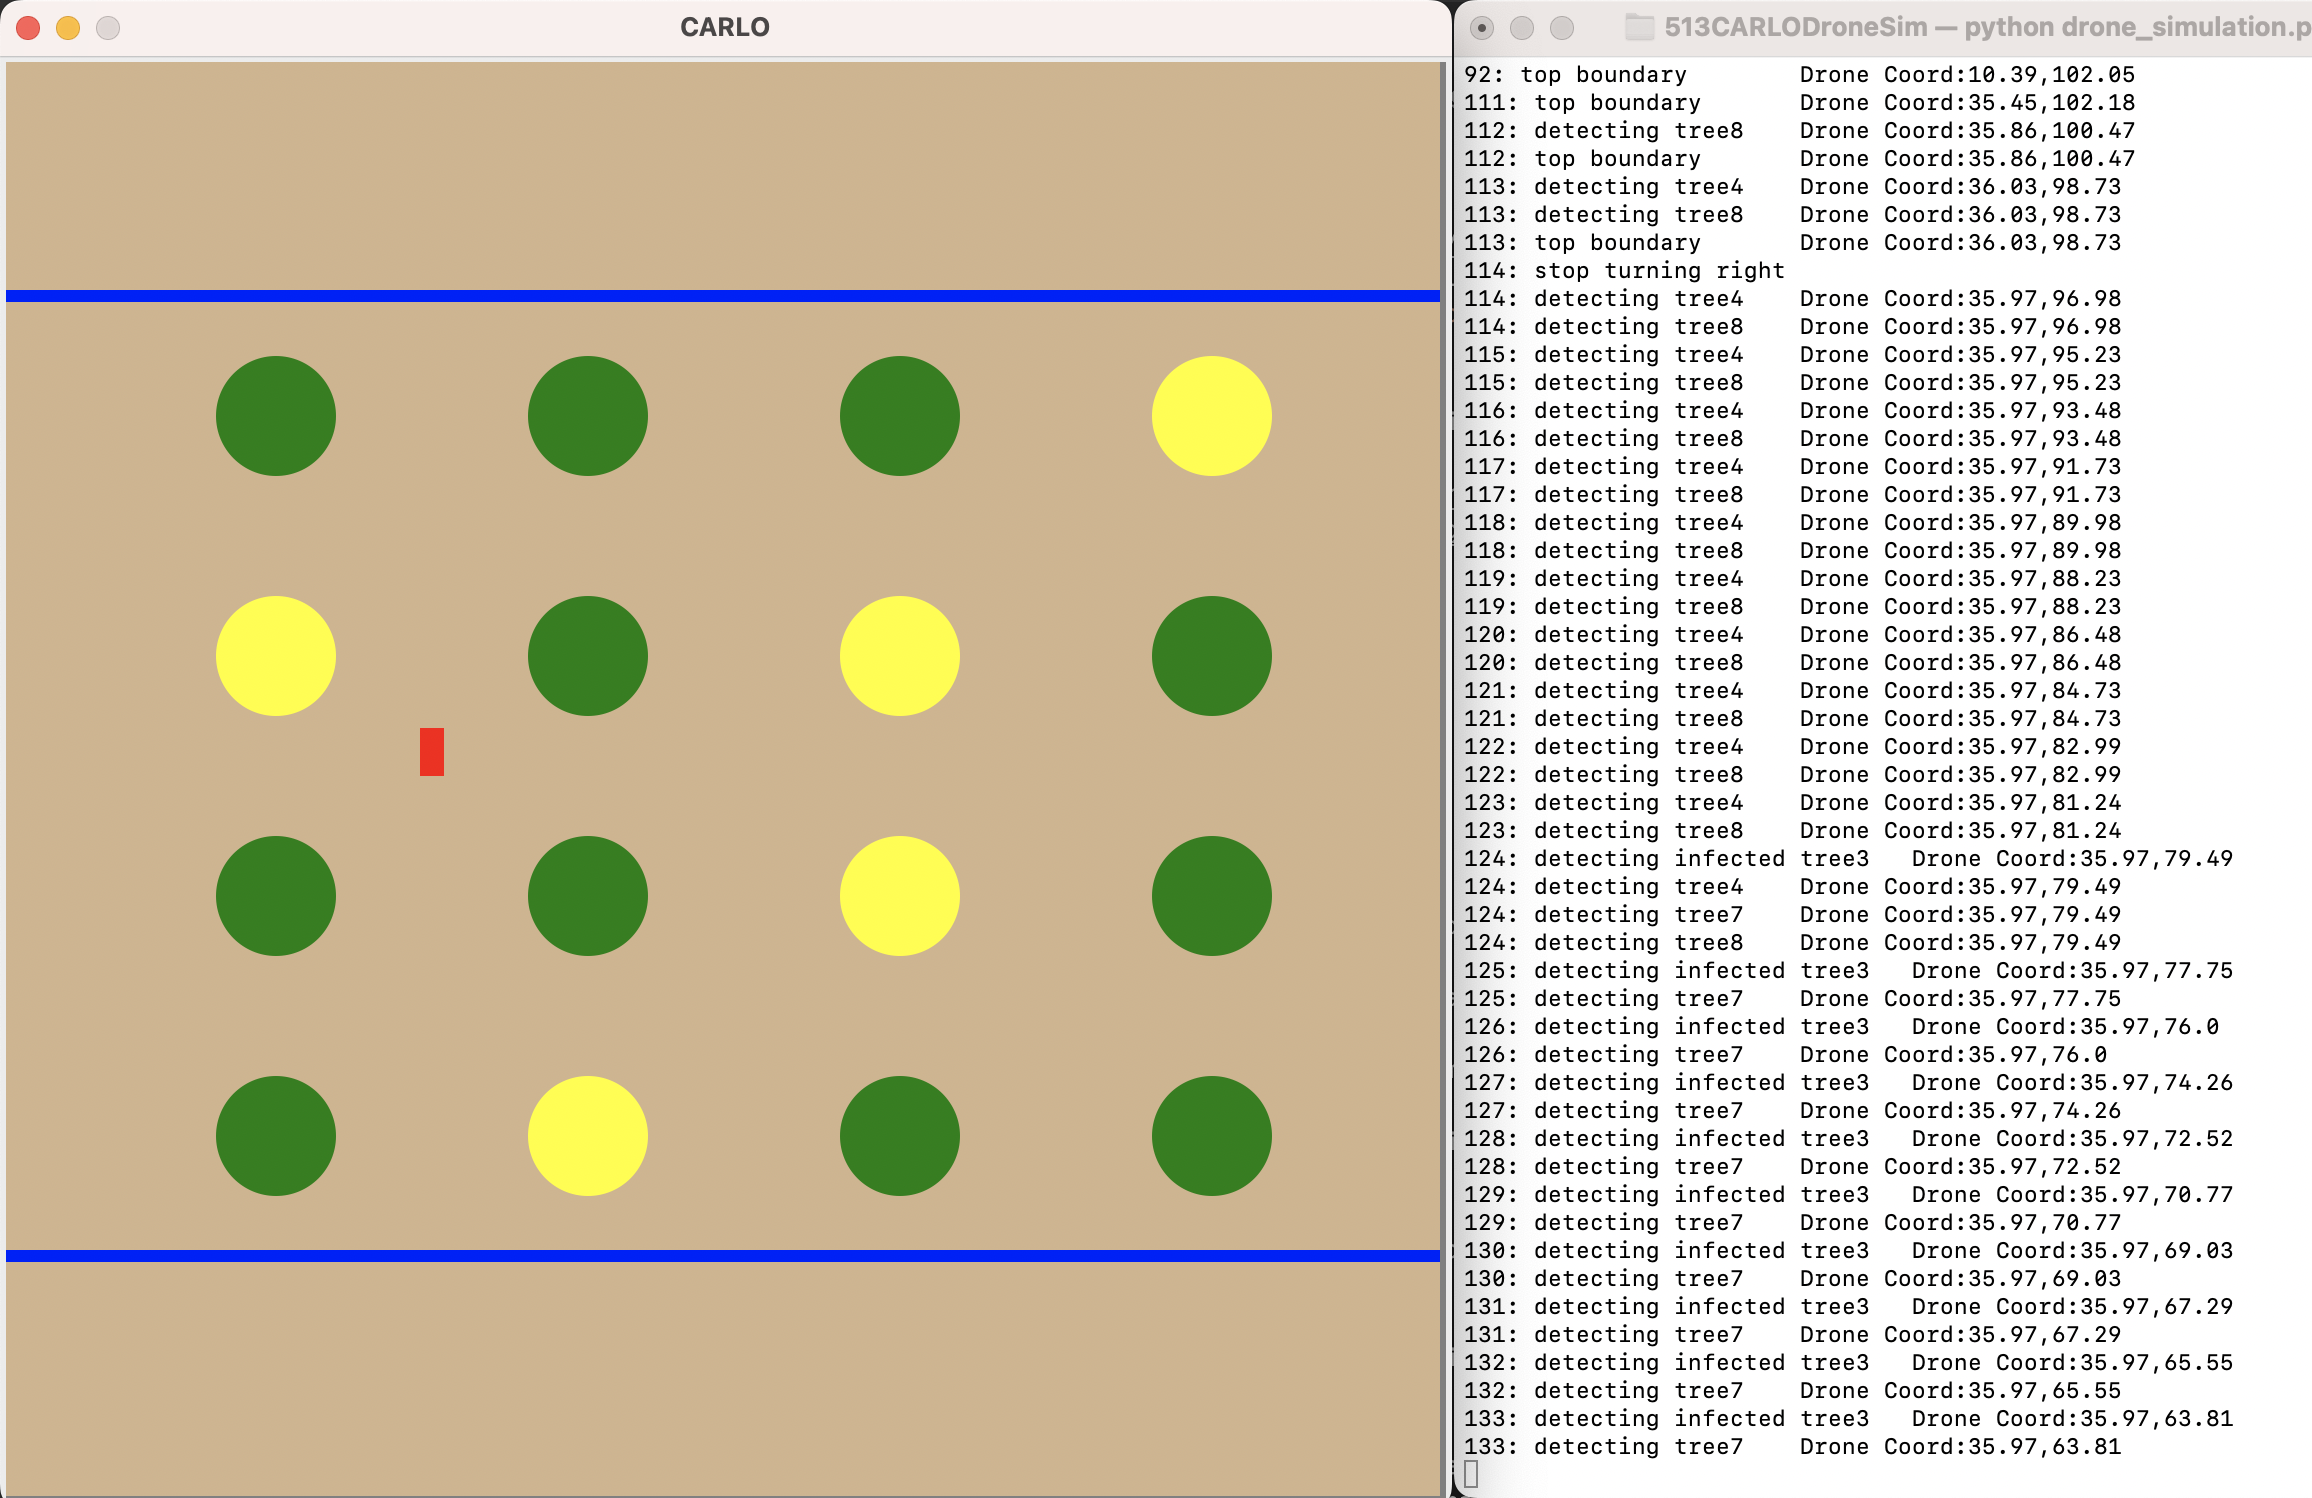 CARLO
513CARLODroneSim — python drone_simulation.p
92: top boundary Drone Coord:10.39,102.05
111: top boundary Drone Coord:35.45,102.18
112: detecting tree8 Drone Coord:35.86,100.47
112: top boundary Drone Coord:35.86,100.47
113: detecting tree4 Drone Coord:36.03,98.73
113: detecting tree8 Drone Coord:36.03,98.73
113: top boundary Drone Coord:36.03,98.73
114: stop turning right
114: detecting tree4 Drone Coord:35.97,96.98
114: detecting tree8 Drone Coord:35.97,96.98
115: detecting tree4 Drone Coord:35.97,95.23
115: detecting tree8 Drone Coord:35.97,95.23
116: detecting tree4 Drone Coord:35.97,93.48
116: detecting tree8 Drone Coord:35.97,93.48
117: detecting tree4 Drone Coord:35.97,91.73
117: detecting tree8 Drone Coord:35.97,91.73
118: detecting tree4 Drone Coord:35.97,89.98
118: detecting tree8 Drone Coord:35.97,89.98
119: detecting tree4 Drone Coord:35.97,88.23
119: detecting tree8 Drone Coord:35.97,88.23
120: detecting tree4 Drone Coord:35.97,86.48
120: detecting tree8 Drone Coord:35.97,86.48
121: detecting tree4 Drone Coord:35.97,84.73
121: detecting tree8 Drone Coord:35.97,84.73
122: detecting tree4 Drone Coord:35.97,82.99
122: detecting tree8 Drone Coord:35.97,82.99
123: detecting tree4 Drone Coord:35.97,81.24
123: detecting tree8 Drone Coord:35.97,81.24
124: detecting infected tree3 Drone Coord:35.97,79.49
124: detecting tree4 Drone Coord:35.97,79.49
124: detecting tree7 Drone Coord:35.97,79.49
124: detecting tree8 Drone Coord:35.97,79.49
125: detecting infected tree3 Drone Coord:35.97,77.75
125: detecting tree7 Drone Coord:35.97,77.75
126: detecting infected tree3 Drone Coord:35.97,76.0
126: detecting tree7 Drone Coord:35.97,76.0
127: detecting infected tree3 Drone Coord:35.97,74.26
127: detecting tree7 Drone Coord:35.97,74.26
128: detecting infected tree3 Drone Coord:35.97,72.52
128: detecting tree7 Drone Coord:35.97,72.52
129: detecting infected tree3 Drone Coord:35.97,70.77
129: detecting tree7 Drone Coord:35.97,70.77
130: detecting infected tree3 Drone Coord:35.97,69.03
130: detecting tree7 Drone Coord:35.97,69.03
131: detecting infected tree3 Drone Coord:35.97,67.29
131: detecting tree7 Drone Coord:35.97,67.29
132: detecting infected tree3 Drone Coord:35.97,65.55
132: detecting tree7 Drone Coord:35.97,65.55
133: detecting infected tree3 Drone Coord:35.97,63.81
133: detecting tree7 Drone Coord:35.97,63.81